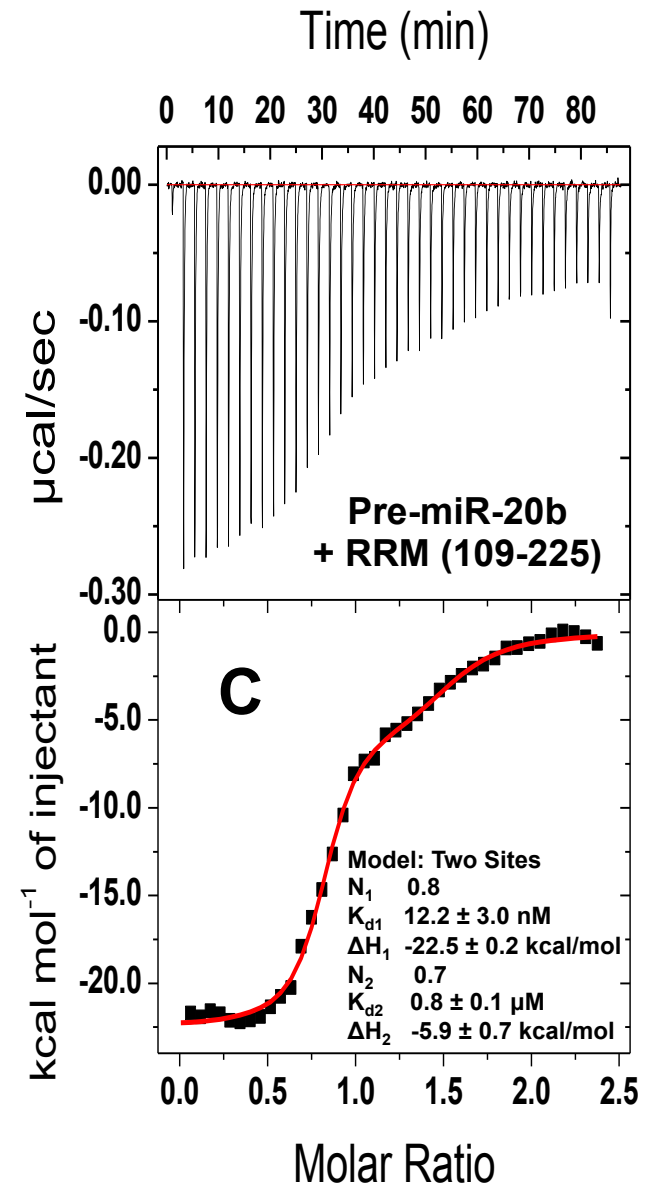 Time (min)
0 10 20 30 40 50 60 70 80
0.00
-0.10
-0.20
-0.30
µcal/sec
Pre-miR-20b
+ RRM (109-225)
0.0
-5.0
-10.0
-15.0
-20.0
kcal mol⁻¹ of injectant
C
Model: Two Sites
N₁ 0.8
K_d1 12.2 ± 3.0 nM
ΔH₁ -22.5 ± 0.2 kcal/mol
N₂ 0.7
K_d2 0.8 ± 0.1 µM
ΔH₂ -5.9 ± 0.7 kcal/mol
0.0 0.5 1.0 1.5 2.0 2.5
Molar Ratio